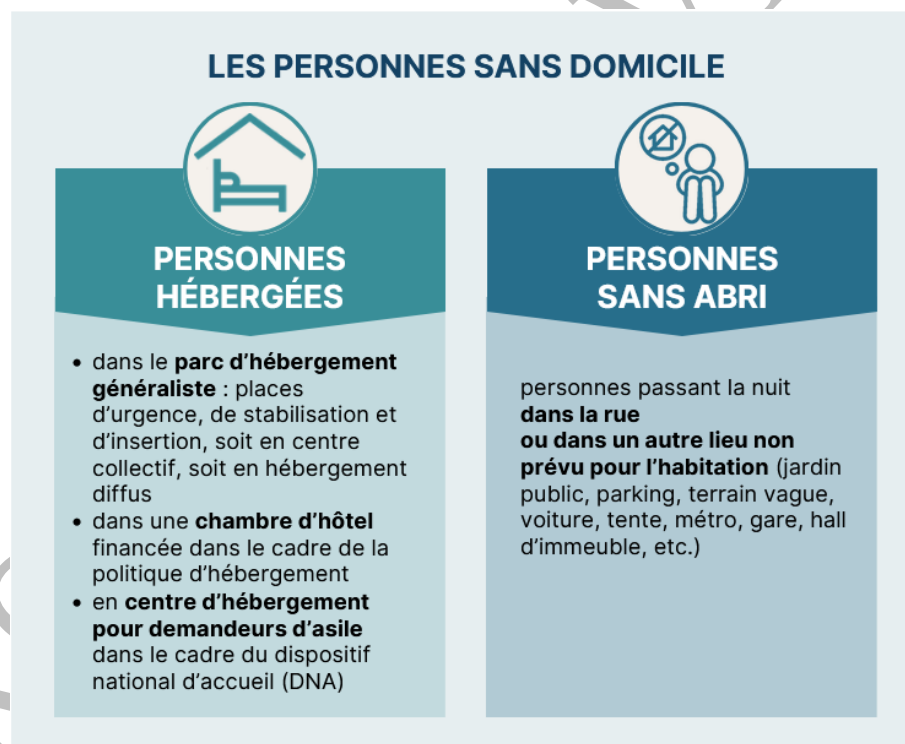 LES PERSONNES SANS DOMICILE
PERSONNES
HÉBERGÉES
• dans le parc d’hébergement
généraliste : places
d’urgence, de stabilisation et
d’insertion, soit en centre
collectif, soit en hébergement
diffus
• dans une chambre d’hôtel
financée dans le cadre de la
politique d’hébergement
• en centre d’hébergement
pour demandeurs d’asile
dans le cadre du dispositif
national d’accueil (DNA)
PERSONNES
SANS ABRI
personnes passant la nuit
dans la rue
ou dans un autre lieu non
prévu pour l’habitation (jardin
public, parking, terrain vague,
voiture, tente, métro, gare, hall
d’immeuble, etc.)